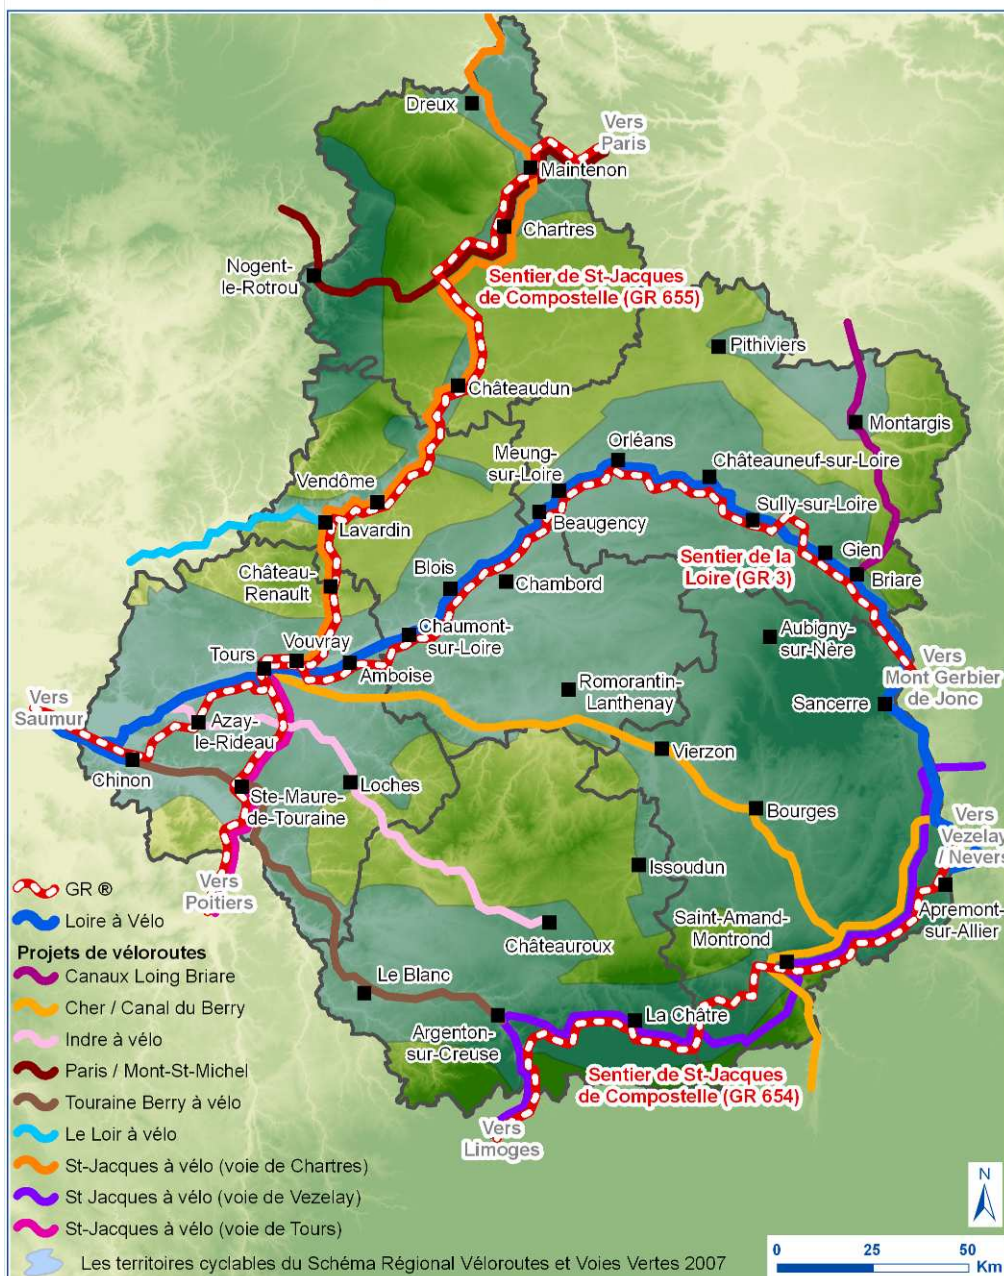 Dreux
Vers
Paris
Maintenon
Chartres
Nogent-
le-Rotrou
Sentier de St-Jacques
de Compostelle (GR 655)
Pithiviers
Châteaudun
Montargis
Orléans
Meung-
sur-Loire
Châteauneuf-sur-Loire
Vendôme
Sully-sur-Loire
Beaugency
Lavardin
Gien
Sentier de la
Loire (GR 3)
Blois
Château-
Renault
Chambord
Briare
Chaumont-
sur-Loire
Aubigny-
sur-Nère
Vouvray
Tours
Amboise
Vers
Mont Gerbier
de Jonc
Romorantin-
Lanthenay
Vers
Saumur
Sancerre
Azay-
le-Rideau
Vierzon
Chinon
Loches
Ste-Maure-
de-Touraine
Bourges
Vers
Vezelay
/ Nevers
Issoudun
Vers
Poitiers
Apremont-
sur-Allier
Châteauroux
Saint-Amand-
Montrond
Le Blanc
La Châtre
Argenton-
sur-Creuse
Sentier de St-Jacques
de Compostelle (GR 654)
Vers
Limoges
GR ®
Loire à Vélo
Projets de véloroutes
Canaux Loing Briare
Cher / Canal du Berry
Indre à vélo
Paris / Mont-St-Michel
Touraine Berry à vélo
Le Loir à vélo
St-Jacques à vélo (voie de Chartres)
St Jacques à vélo (voie de Vezelay)
St-Jacques à vélo (voie de Tours)
Les territoires cyclables du Schéma Régional Véloroutes et Voies Vertes 2007
N
0 25 50
Km